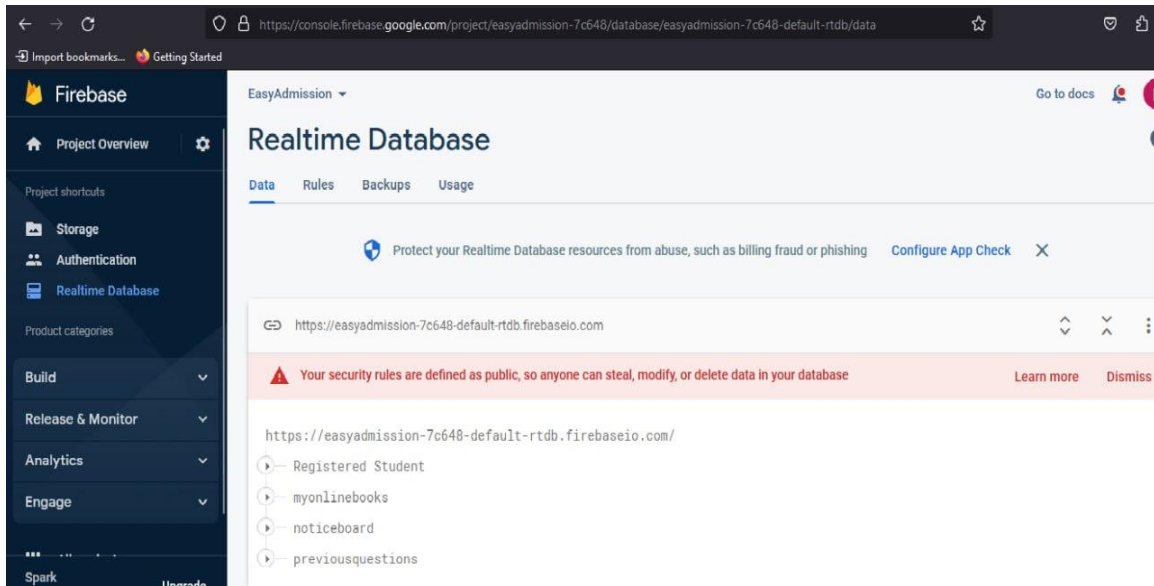 https://console.firebase.google.com/project/easyadmission-7c648/database/easyadmission-7c648-default-rtdb/data
Import bookmarks... Getting Started
Firebase
EasyAdmission
Go to docs
Project Overview
Realtime Database
Data Rules Backups Usage
Project shortcuts
Storage
Authentication
Realtime Database
Protect your Realtime Database resources from abuse, such as billing fraud or phishing Configure App Check
Product categories
https://easyadmission-7c648-default-rtdb.firebaseio.com
Build
Your security rules are defined as public, so anyone can steal, modify, or delete data in your database Learn more Dismiss
Release & Monitor
https://easyadmission-7c648-default-rtdb.firebaseio.com/
Analytics
Registered Student
Engage
myonlinebooks
noticeboard
previousquestions
Spark
Upgrade